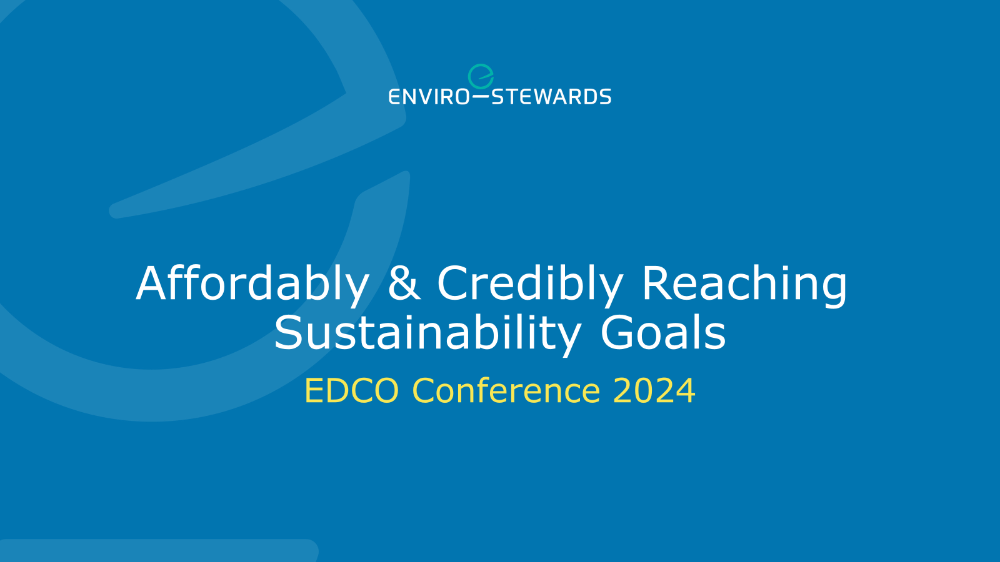 ENVIRO–STEWARDS
Affordably & Credibly Reaching
Sustainability Goals
EDCO Conference 2024